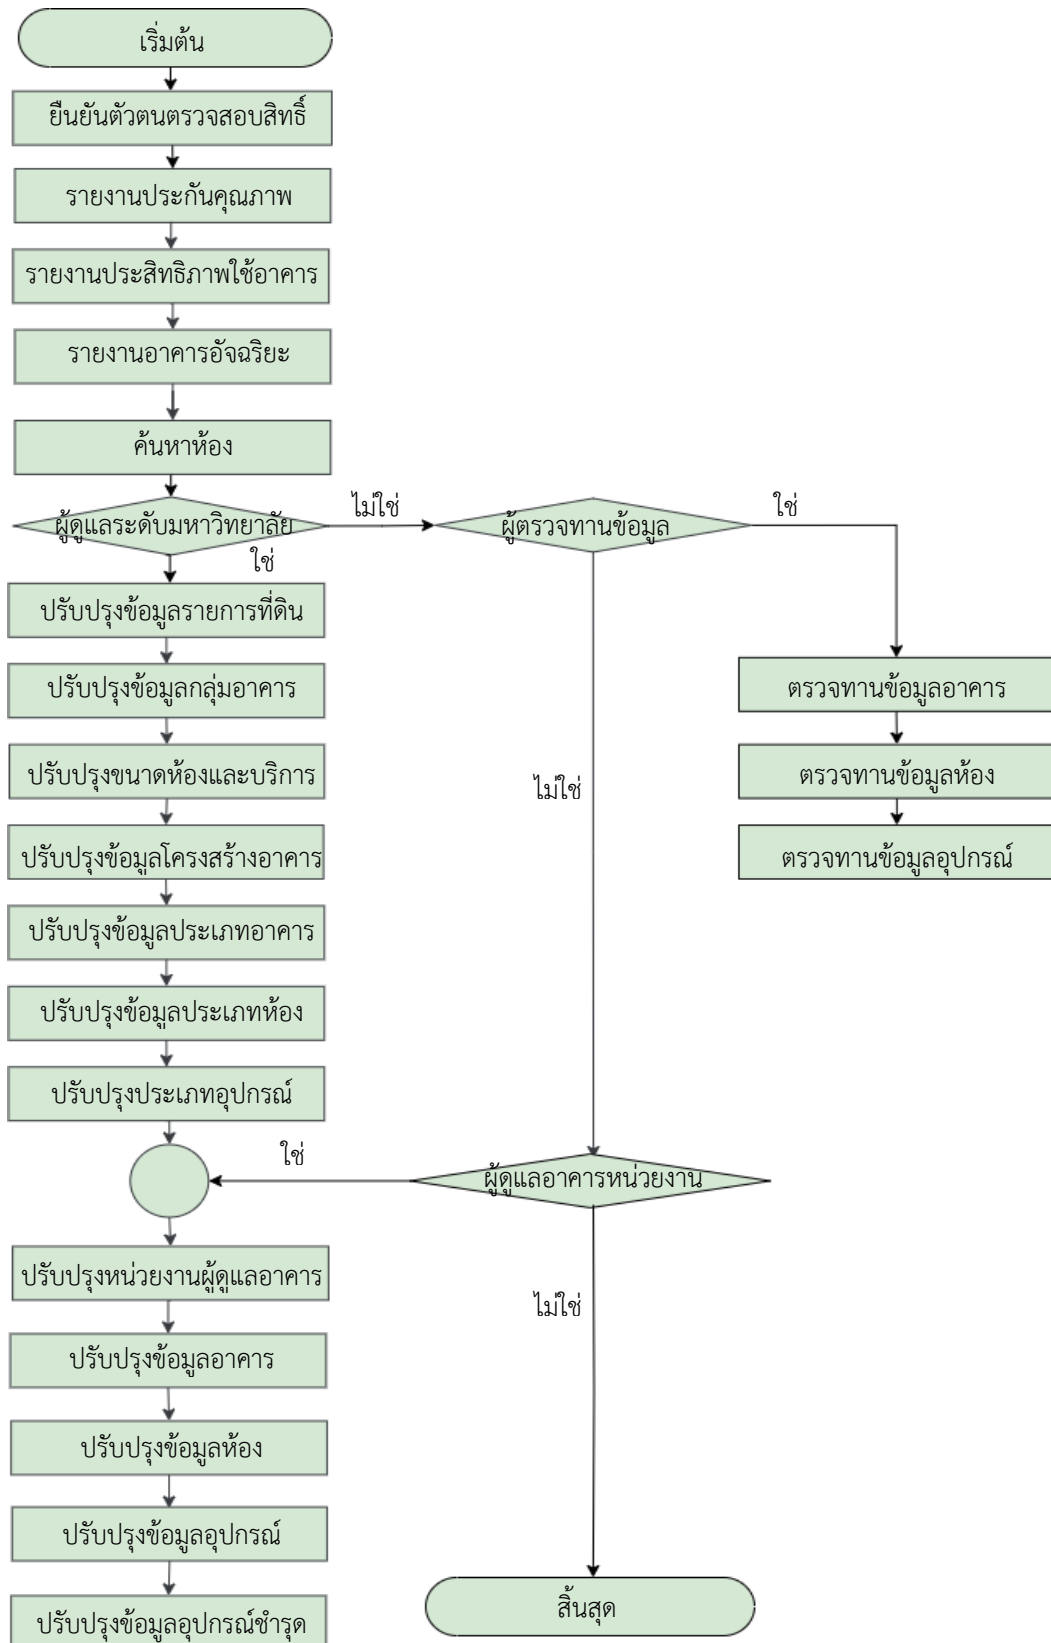 เริ่มต้น
ยืนยันตัวตนตรวจสอบสิทธิ์
รายงานประกันคุณภาพ
รายงานประสิทธิภาพใช้อาคาร
รายงานอาคารอัจฉริยะ
ค้นหาห้อง
ผู้ดูแลระดับมหาวิทยาลัย
ไม่ใช่
ผู้ตรวจทานข้อมูล
ใช่
ใช่
ปรับปรุงข้อมูลรายการที่ดิน
ปรับปรุงข้อมูลกลุ่มอาคาร
ตรวจทานข้อมูลอาคาร
ปรับปรุงขนาดห้องและบริการ
ไม่ใช่
ตรวจทานข้อมูลห้อง
ปรับปรุงข้อมูลโครงสร้างอาคาร
ตรวจทานข้อมูลอุปกรณ์
ปรับปรุงข้อมูลประเภทอาคาร
ปรับปรุงข้อมูลประเภทห้อง
ปรับปรุงประเภทอุปกรณ์
ใช่
ผู้ดูแลอาคารหน่วยงาน
ปรับปรุงหน่วยงานผู้ดูแลอาคาร
ไม่ใช่
ปรับปรุงข้อมูลอาคาร
ปรับปรุงข้อมูลห้อง
ปรับปรุงข้อมูลอุปกรณ์
สิ้นสุด
ปรับปรุงข้อมูลอุปกรณ์ชำรุด